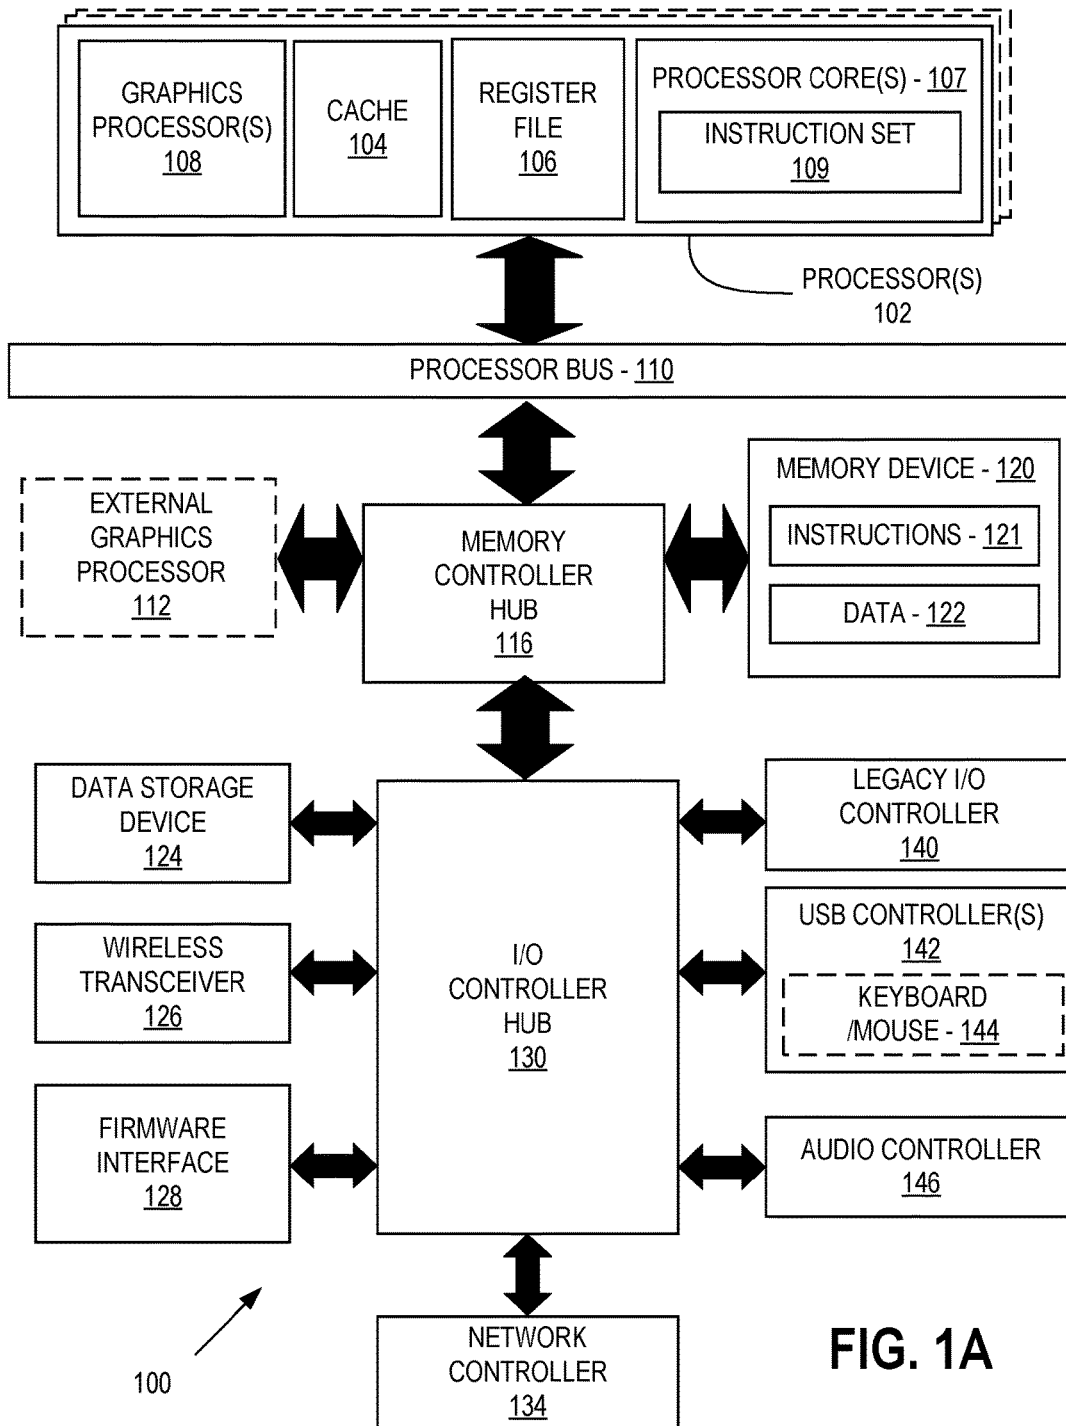 GRAPHICS
PROCESSOR(S)
108
CACHE
104
REGISTER
FILE
106
PROCESSOR CORE(S) - 107
INSTRUCTION SET
109
PROCESSOR(S)
102
PROCESSOR BUS - 110
EXTERNAL
GRAPHICS
PROCESSOR
112
MEMORY
CONTROLLER
HUB
116
MEMORY DEVICE - 120
INSTRUCTIONS - 121
DATA - 122
DATA STORAGE
DEVICE
124
WIRELESS
TRANSCEIVER
126
FIRMWARE
INTERFACE
128
I/O
CONTROLLER
HUB
130
LEGACY I/O
CONTROLLER
140
USB CONTROLLER(S)
142
KEYBOARD
/MOUSE - 144
AUDIO CONTROLLER
146
NETWORK
CONTROLLER
134
100
FIG. 1A